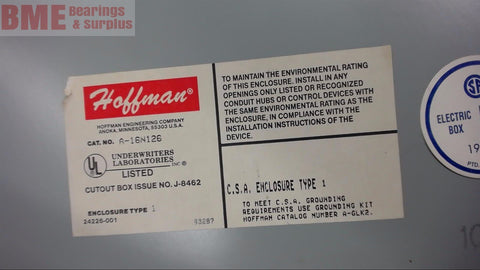 BME Bearings
& Surplus
Hoffman®
HOFFMAN ENGINEERING COMPANY
ANOKA, MINNESOTA, 55303 U.S.A.
CAT. NO. A-16N126
UL
UNDERWRITERS
LABORATORIES INC®
LISTED
CUTOUT BOX ISSUE NO. J-8462
ENCLOSURE TYPE 1
24226-001 93287
TO MAINTAIN THE ENVIRONMENTAL RATING
OF THIS ENCLOSURE. INSTALL IN ANY
OPENINGS ONLY LISTED OR RECOGNIZED
CONDUIT HUBS OR CONTROL DEVICES WITH
THE SAME ENVIRONMENTAL RATING AS THE
ENCLOSURE, IN COMPLIANCE WITH THE
INSTALLATION INSTRUCTIONS OF THE
DEVICE.
C.S.A. ENCLOSURE TYPE 1
TO MEET C.S.A. GROUNDING
REQUIREMENTS USE GROUNDING KIT
HOFFMAN CATALOG NUMBER A-GLK2.
ELECTRIC
BOX
19
PTD.
10